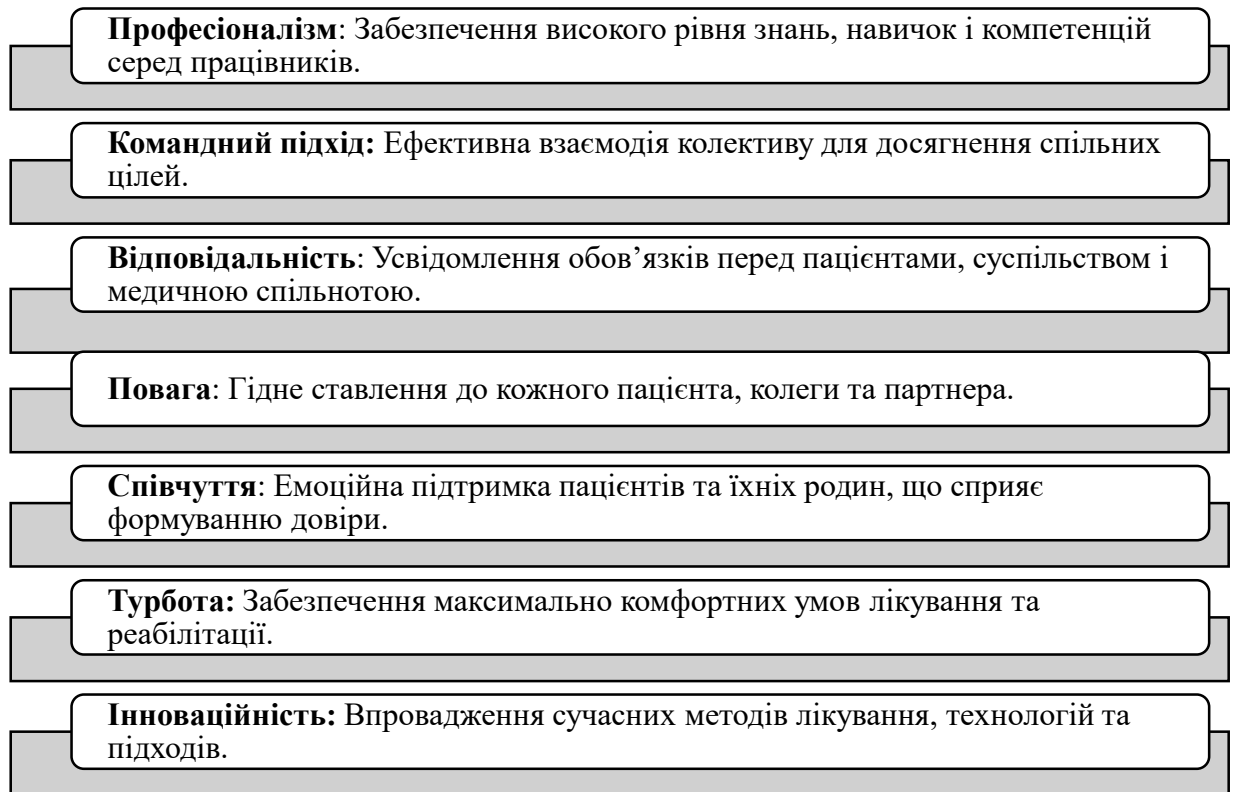 Професіоналізм: Забезпечення високого рівня знань, навичок і компетенцій
серед працівників.
Командний підхід: Ефективна взаємодія колективу для досягнення спільних
цілей.
Відповідальність: Усвідомлення обов’язків перед пацієнтами, суспільством і
медичною спільнотою.
Повага: Гідне ставлення до кожного пацієнта, колеги та партнера.
Співчуття: Емоційна підтримка пацієнтів та їхніх родин, що сприяє
формуванню довіри.
Турбота: Забезпечення максимально комфортних умов лікування та
реабілітації.
Інноваційність: Впровадження сучасних методів лікування, технологій та
підходів.